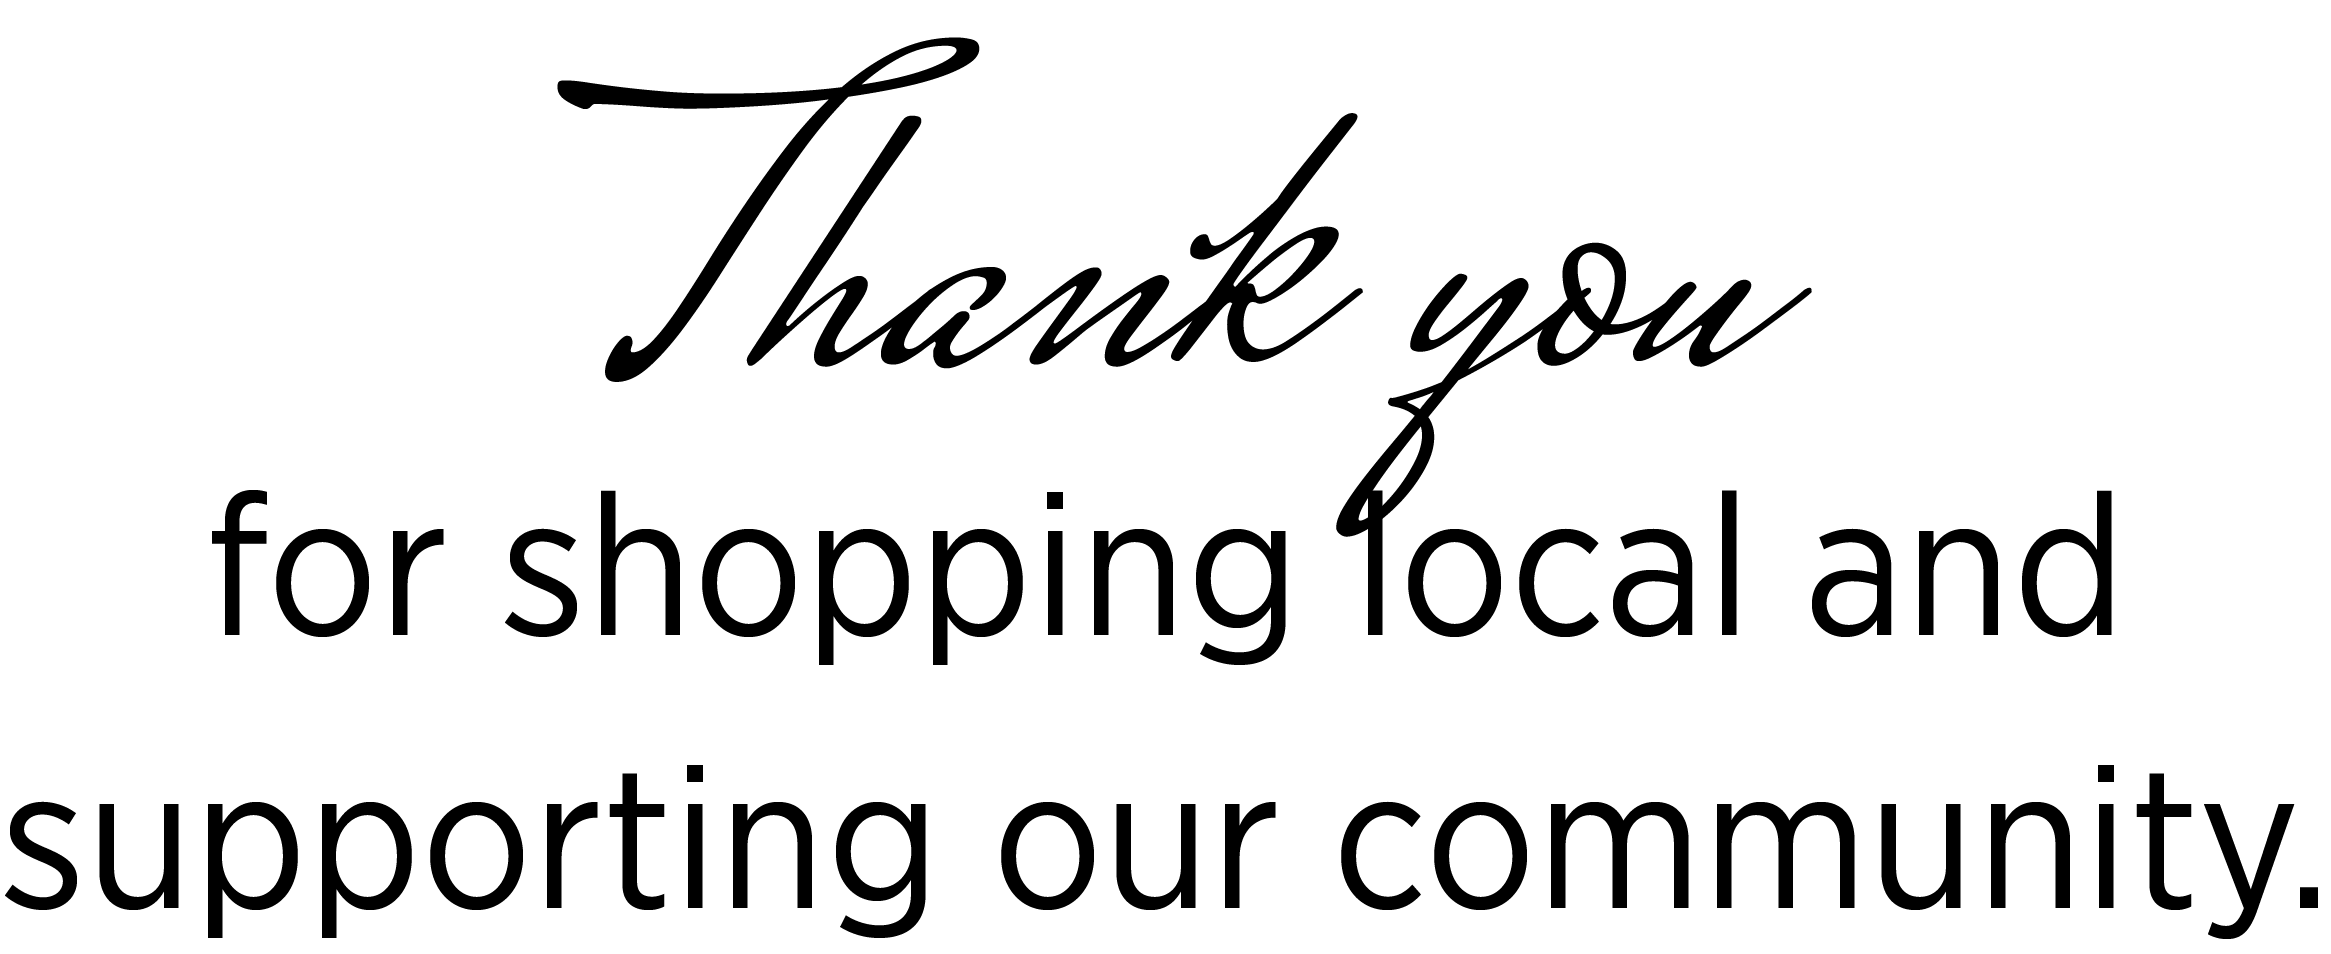 Thank you
for shopping local and
supporting our community.